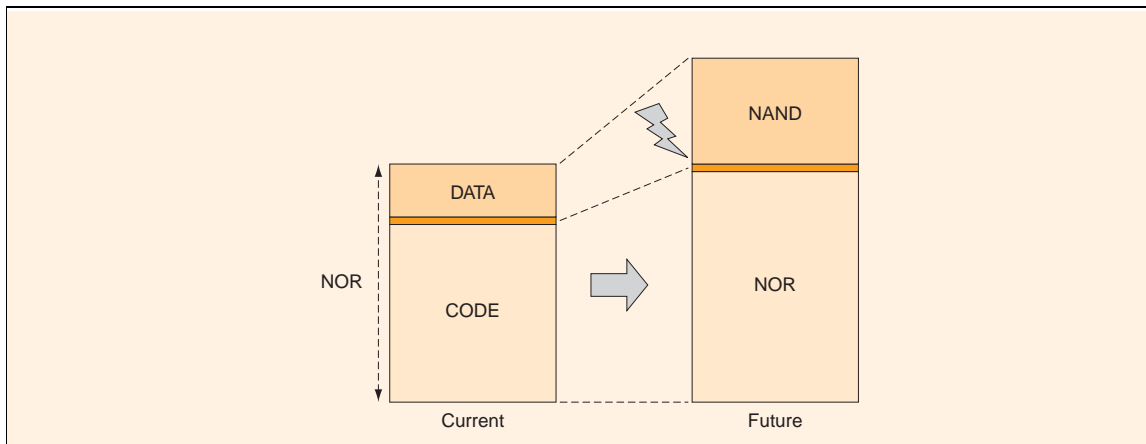 NAND
DATA
NOR
CODE
NOR
Current
Future